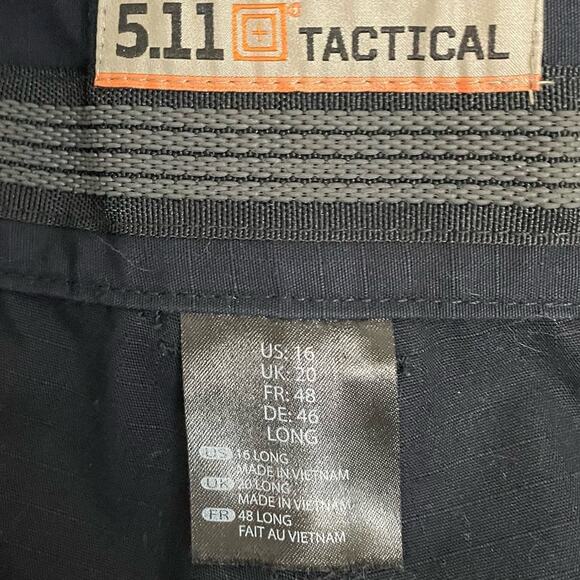 5.11 TACTICAL
US: 16
UK: 20
FR: 48
DE: 46
LONG
US 16 LONG
MADE IN VIETNAM
UK 20 LONG
MADE IN VIETNAM
FR 48 LONG
FAIT AU VIETNAM